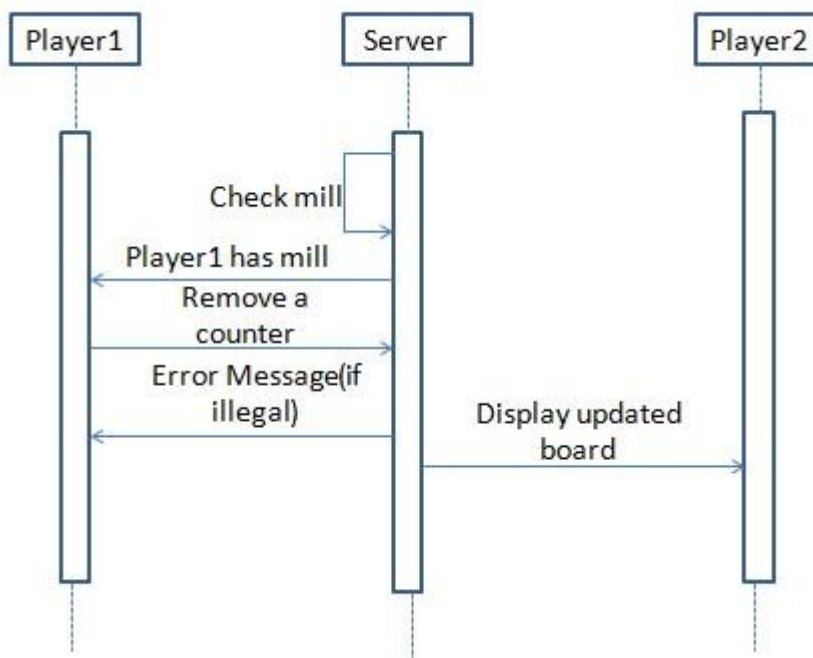 Player1
Server
Player2
Check mill
Player1 has mill
Remove a
counter
Error Message(if
illegal)
Display updated
board